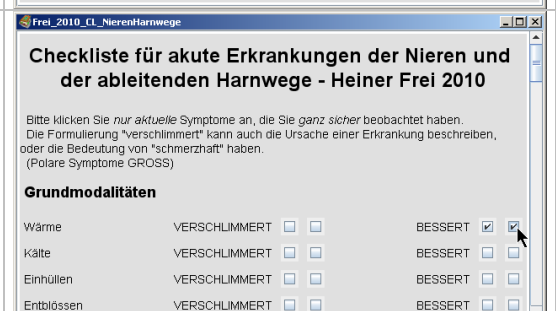 Frei_2010_CL_NierenHarnwege
Checkliste für akute Erkrankungen der Nieren und
der ableitenden Harnwege - Heiner Frei 2010
Bitte klicken Sie nur aktuelle Symptome an, die Sie ganz sicher beobachtet haben.
Die Formulierung "verschlimmert" kann auch die Ursache einer Erkrankung beschreiben,
oder die Bedeutung von "schmerzhaft" haben.
(Polare Symptome GROSS)
Grundmodalitäten
Wärme VERSCHLIMMERT BESSERT
Kälte VERSCHLIMMERT BESSERT
Einhüllen VERSCHLIMMERT BESSERT
Entblössen VERSCHLIMMERT BESSERT